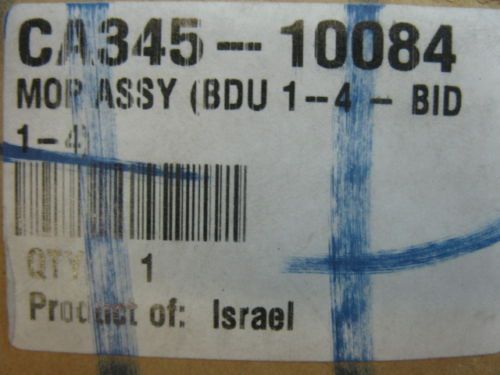 CA345-10084
MOP ASSY (BDU 1-4 - BID
1-4)
QTY 1
Product of: Israel